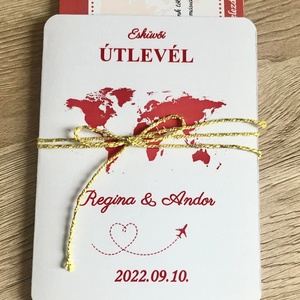 Esküvői
ÚTLEVÉL
Regina & Andor
2022.09.10.